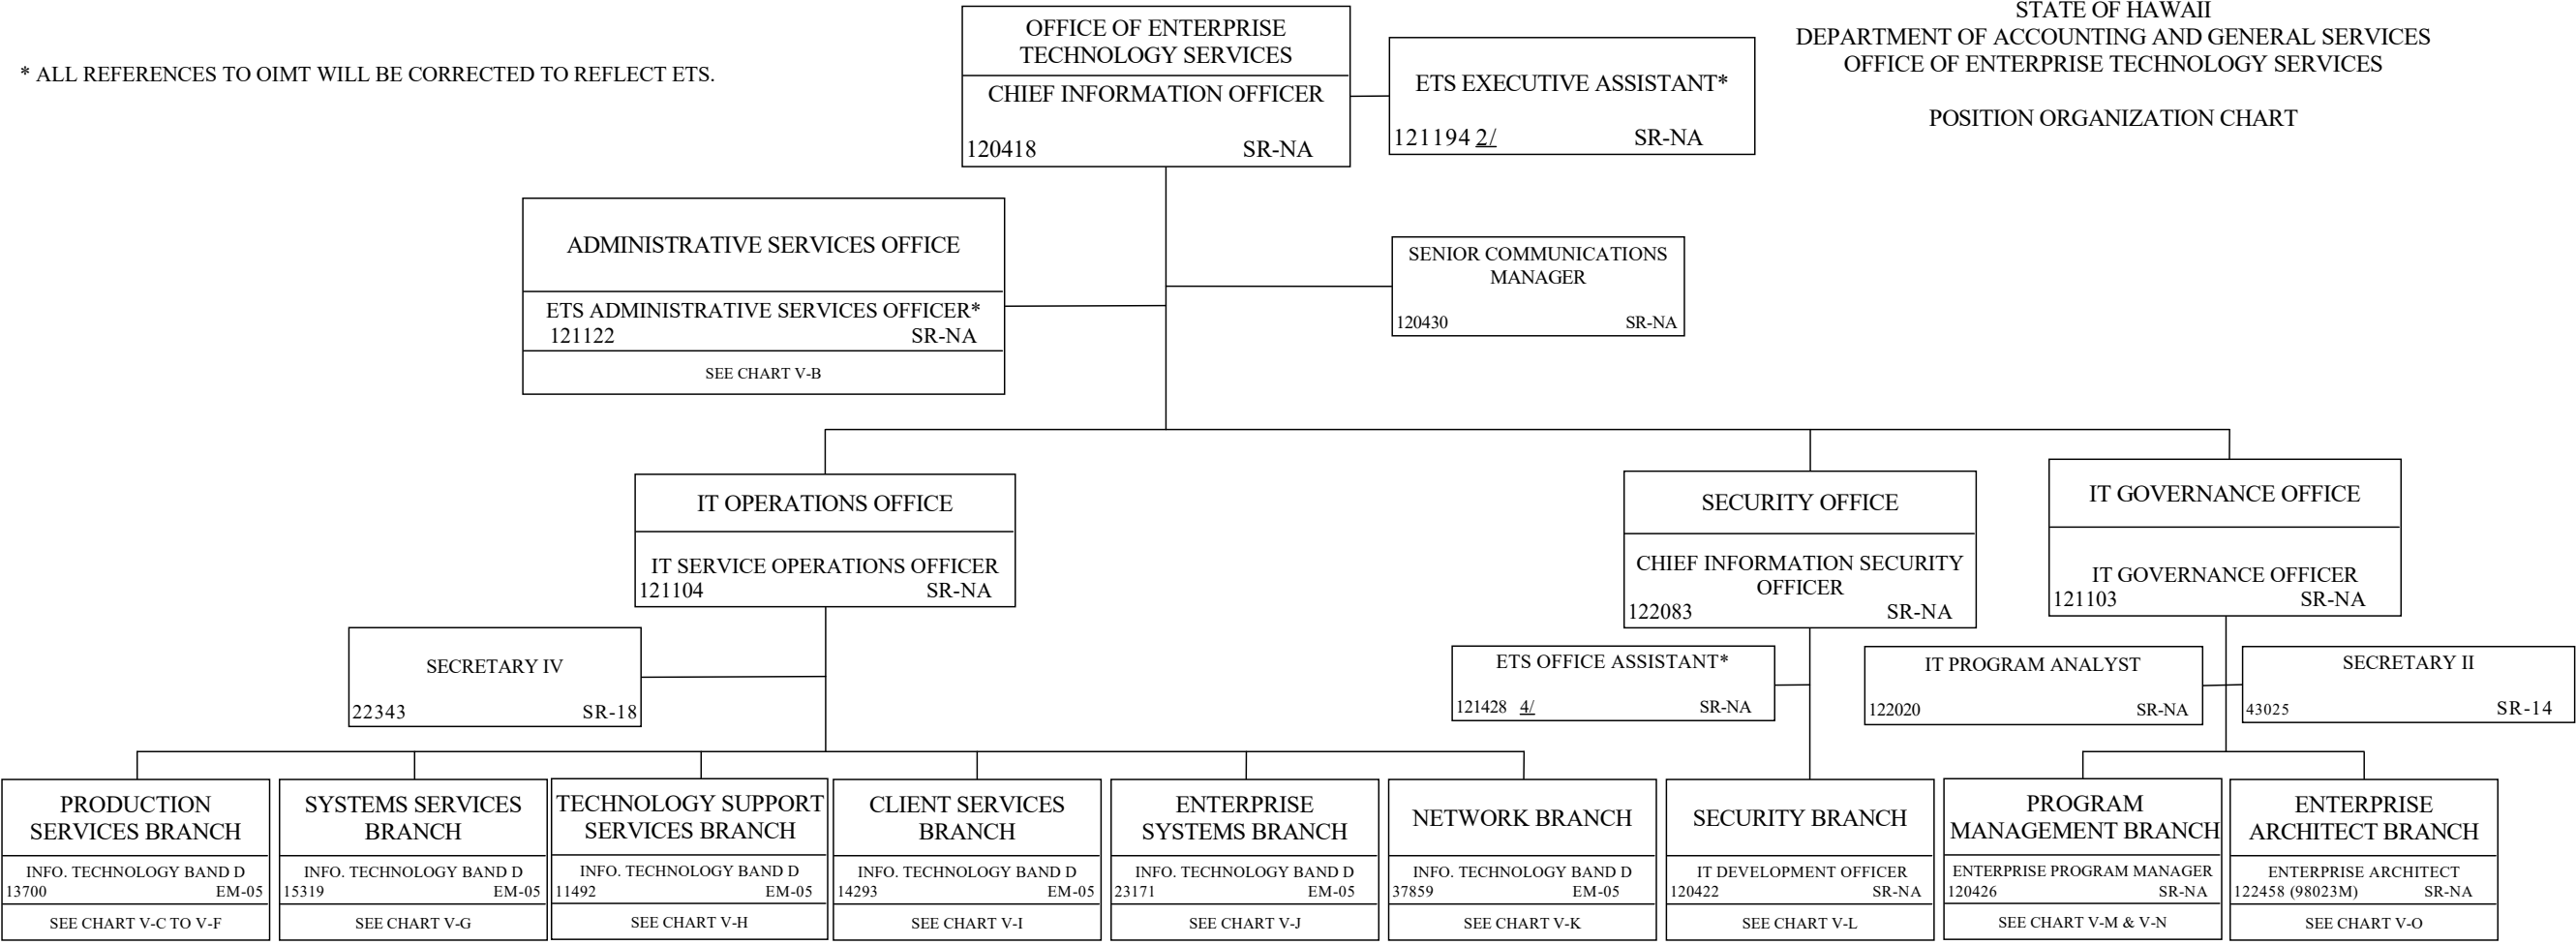 STATE OF HAWAII
DEPARTMENT OF ACCOUNTING AND GENERAL SERVICES
OFFICE OF ENTERPRISE TECHNOLOGY SERVICES
POSITION ORGANIZATION CHART
* ALL REFERENCES TO OIMT WILL BE CORRECTED TO REFLECT ETS.
OFFICE OF ENTERPRISE
TECHNOLOGY SERVICES
CHIEF INFORMATION OFFICER
120418 SR-NA
ETS EXECUTIVE ASSISTANT*
121194 2/ SR-NA
ADMINISTRATIVE SERVICES OFFICE
ETS ADMINISTRATIVE SERVICES OFFICER*
121122 SR-NA
SEE CHART V-B
SENIOR COMMUNICATIONS
MANAGER
120430 SR-NA
IT OPERATIONS OFFICE
IT SERVICE OPERATIONS OFFICER
121104 SR-NA
SECURITY OFFICE
CHIEF INFORMATION SECURITY
OFFICER
122083 SR-NA
IT GOVERNANCE OFFICE
IT GOVERNANCE OFFICER
121103 SR-NA
SECRETARY IV
22343 SR-18
ETS OFFICE ASSISTANT*
121428 4/ SR-NA
IT PROGRAM ANALYST
122020 SR-NA
SECRETARY II
43025 SR-14
PRODUCTION
SERVICES BRANCH
INFO. TECHNOLOGY BAND D
13700 EM-05
SEE CHART V-C TO V-F
SYSTEMS SERVICES
BRANCH
INFO. TECHNOLOGY BAND D
15319 EM-05
SEE CHART V-G
TECHNOLOGY SUPPORT
SERVICES BRANCH
INFO. TECHNOLOGY BAND D
11492 EM-05
SEE CHART V-H
CLIENT SERVICES
BRANCH
INFO. TECHNOLOGY BAND D
14293 EM-05
SEE CHART V-I
ENTERPRISE
SYSTEMS BRANCH
INFO. TECHNOLOGY BAND D
23171 EM-05
SEE CHART V-J
NETWORK BRANCH
INFO. TECHNOLOGY BAND D
37859 EM-05
SEE CHART V-K
SECURITY BRANCH
IT DEVELOPMENT OFFICER
120422 SR-NA
SEE CHART V-L
PROGRAM
MANAGEMENT BRANCH
ENTERPRISE PROGRAM MANAGER
120426 SR-NA
SEE CHART V-M & V-N
ENTERPRISE
ARCHITECT BRANCH
ENTERPRISE ARCHITECT
122458 (98023M) SR-NA
SEE CHART V-O